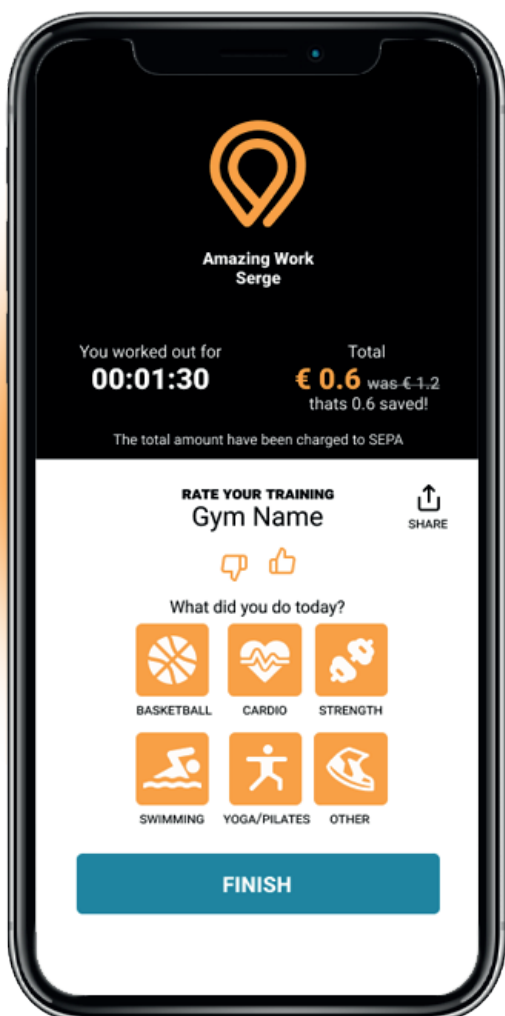 Amazing Work
Serge
You worked out for
00:01:30
Total
€ 0.6 was € 1.2
thats 0.6 saved!
The total amount have been charged to SEPA
RATE YOUR TRAINING
Gym Name
SHARE
What did you do today?
BASKETBALL CARDIO STRENGTH
SWIMMING YOGA/PILATES OTHER
FINISH